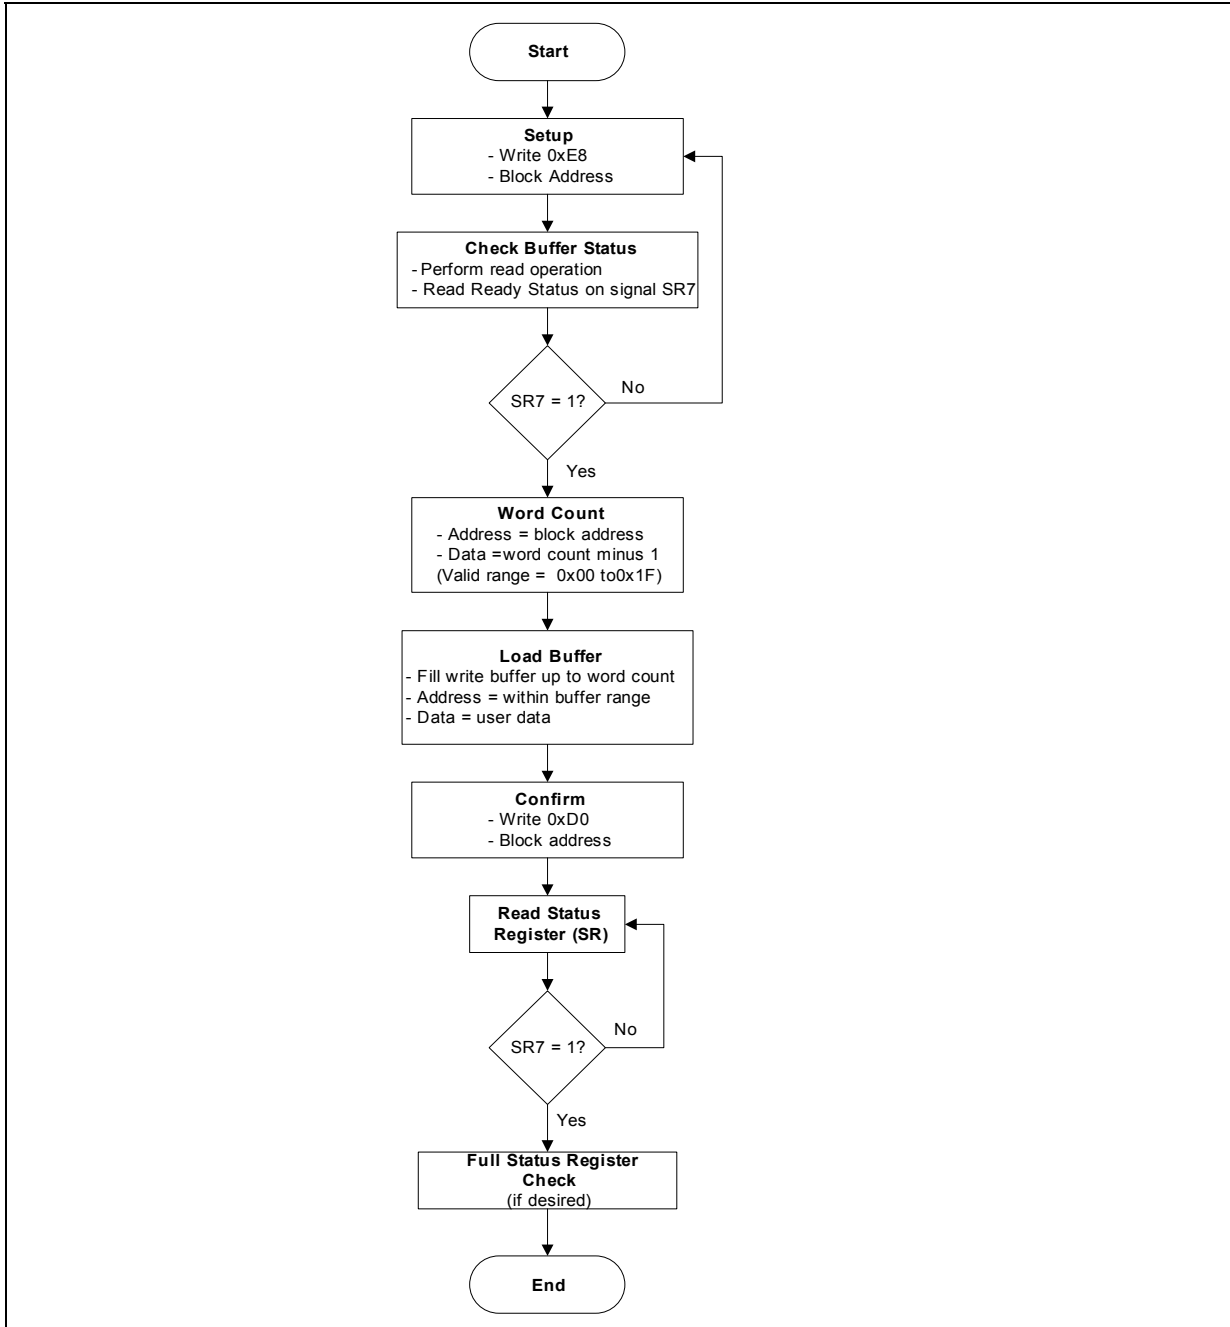 Start
Setup
- Write 0xE8
- Block Address
Check Buffer Status
- Perform read operation
- Read Ready Status on signal SR7
SR7 = 1?
No
Yes
Word Count
- Address = block address
- Data =word count minus 1
(Valid range = 0x00 to0x1F)
Load Buffer
- Fill write buffer up to word count
- Address = within buffer range
- Data = user data
Confirm
- Write 0xD0
- Block address
Read Status
Register (SR)
SR7 = 1?
No
Yes
Full Status Register
Check
(if desired)
End